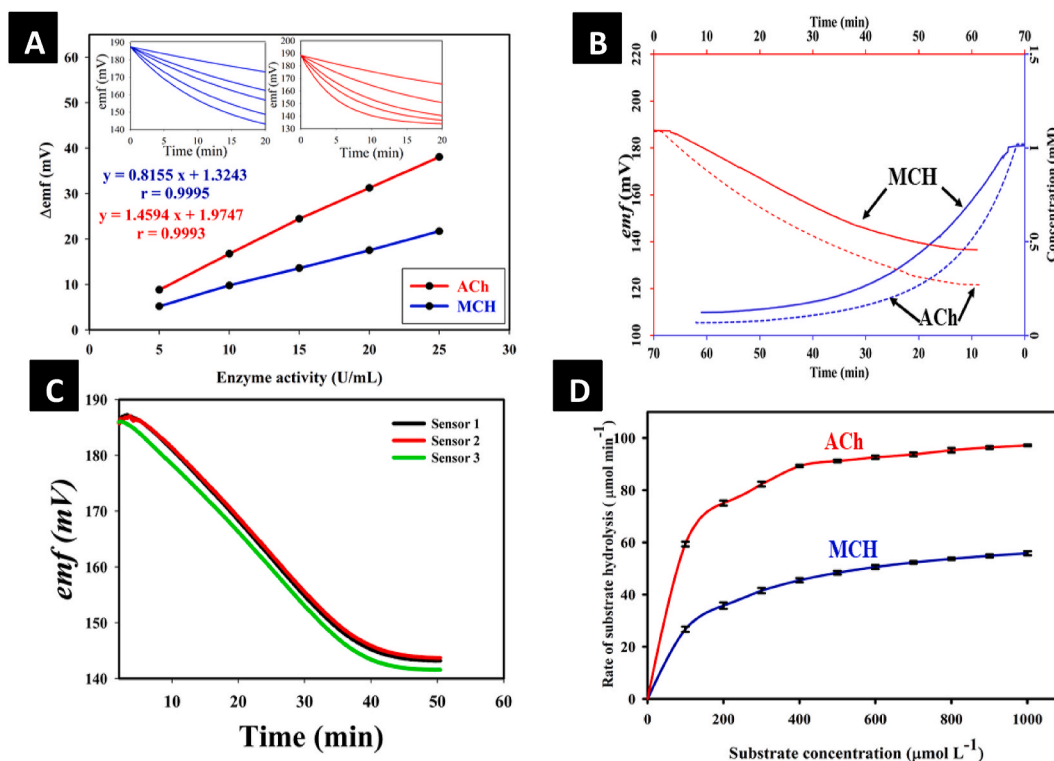 A
60
50
40
30
20
10
0
Δemf (mV)
0 5 10 15 20 25 30
Enzyme activity (U/mL)
190
180
170
160
150
140
emf (mV)
0 5 10 15 20
Time (min)
200
190
180
170
160
150
140
130
emf (mV)
0 5 10 15 20
Time (min)
y = 0.8155 x + 1.3243
r = 0.9995
y = 1.4594 x + 1.9747
r = 0.9993
ACh
MCH
B
Time (min)
0 10 20 30 40 50 60 70
220
200
180
160
140
120
100
emf (mV)
1.5
1
0.5
0
Concentration (mM)
MCH
ACh
70 60 50 40 30 20 10 0
Time (min)
C
190
180
170
160
150
140
emf (mV)
Sensor 1
Sensor 2
Sensor 3
10 20 30 40 50 60
Time (min)
D
100
80
60
40
20
0
Rate of substrate hydrolysis ( μmol min⁻¹)
ACh
MCH
0 200 400 600 800 1000
Substrate concentration (μmol L⁻¹)